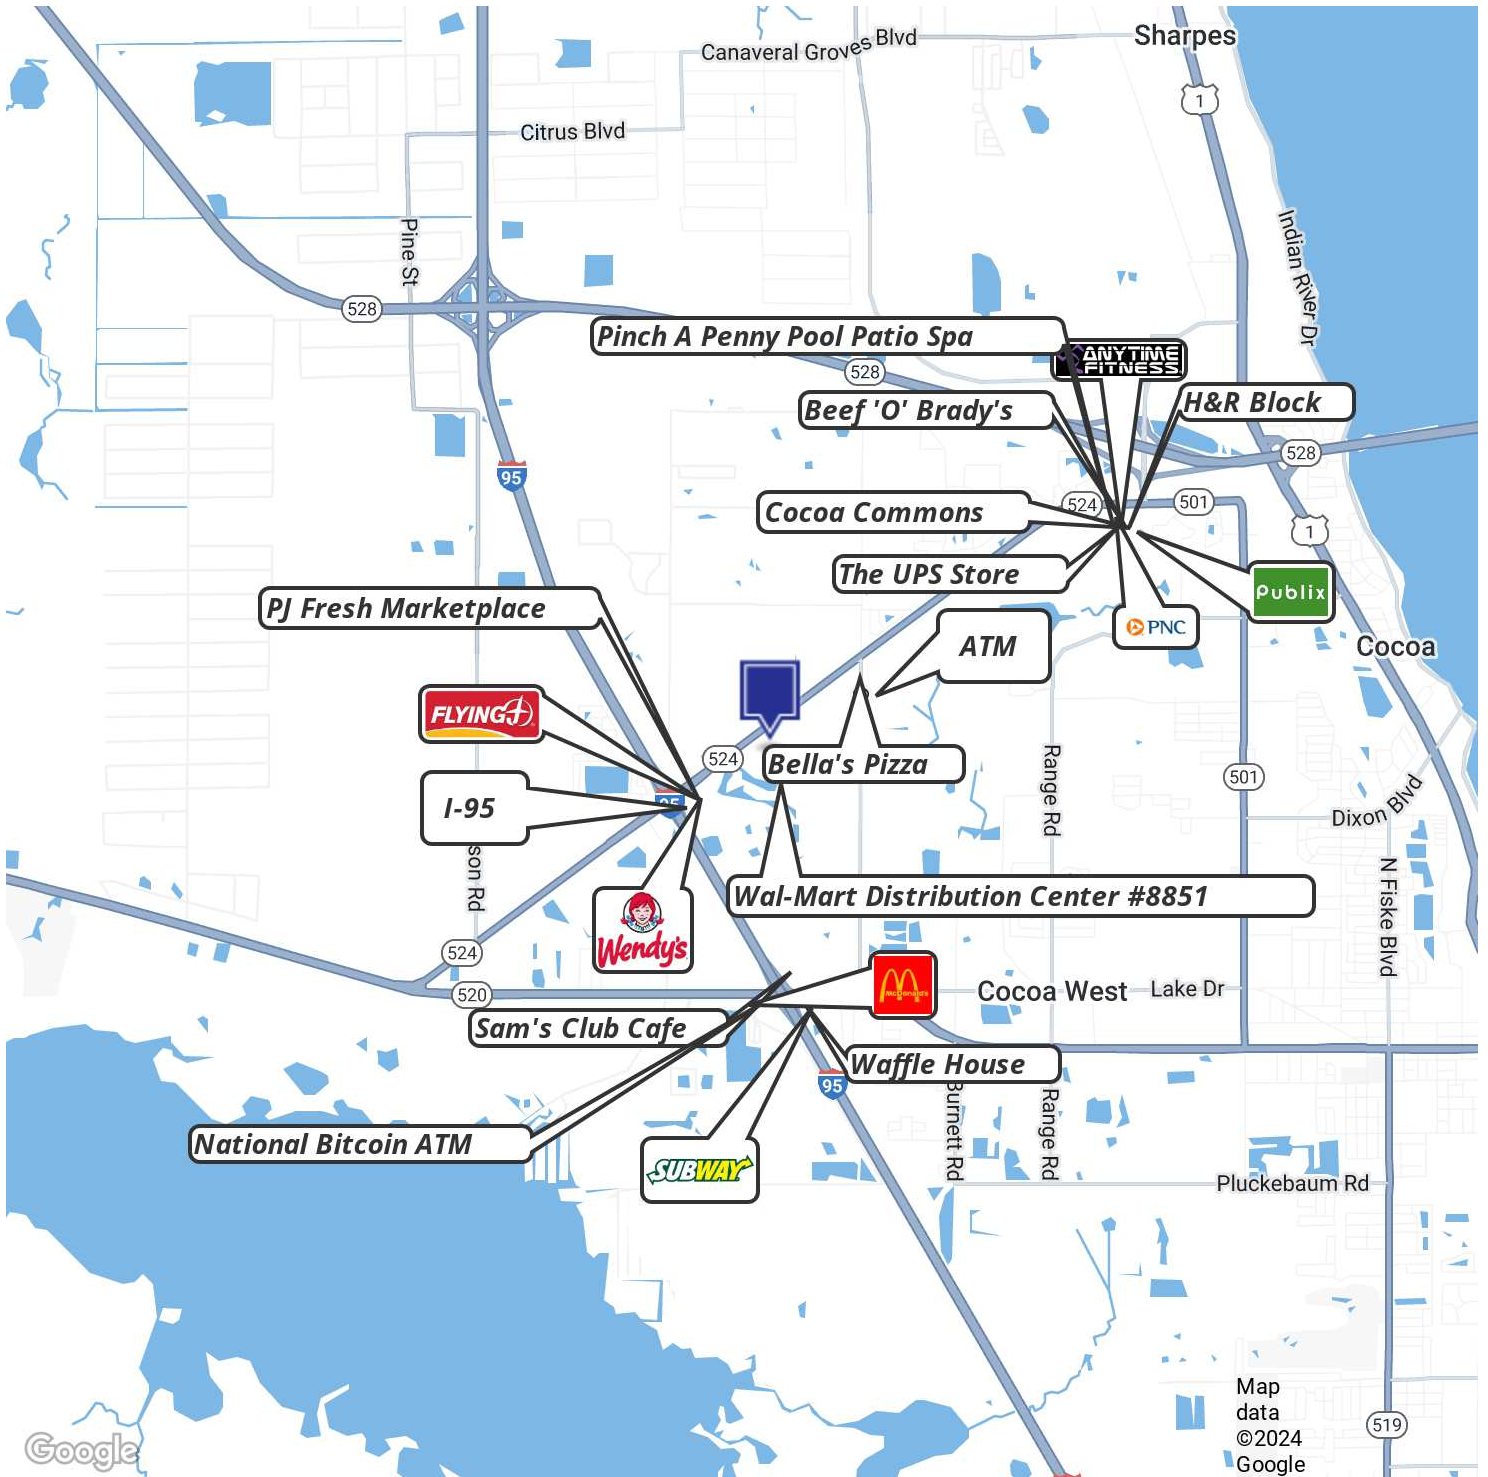 Sharpes
Canaveral Groves Blvd
1
Citrus Blvd
Pine St
Indian River Dr
528
Pinch A Penny Pool Patio Spa
ANYTIME
FITNESS
528
Beef 'O' Brady's
H&R Block
528
95
Cocoa Commons
524
501
1
The UPS Store
Publix
PJ Fresh Marketplace
PNC
ATM
Cocoa
FLYING J
524
Bella's Pizza
Range Rd
501
I-95
95
Dixon Blvd
son Rd
Wal-Mart Distribution Center #8851
N Fiske Blvd
Wendy's
524
520
McDonald's
Cocoa West
Lake Dr
Sam's Club Cafe
Waffle House
95
Burnett Rd
Range Rd
National Bitcoin ATM
SUBWAY
Pluckebaum Rd
Map
data
©2024
Google
519
Google